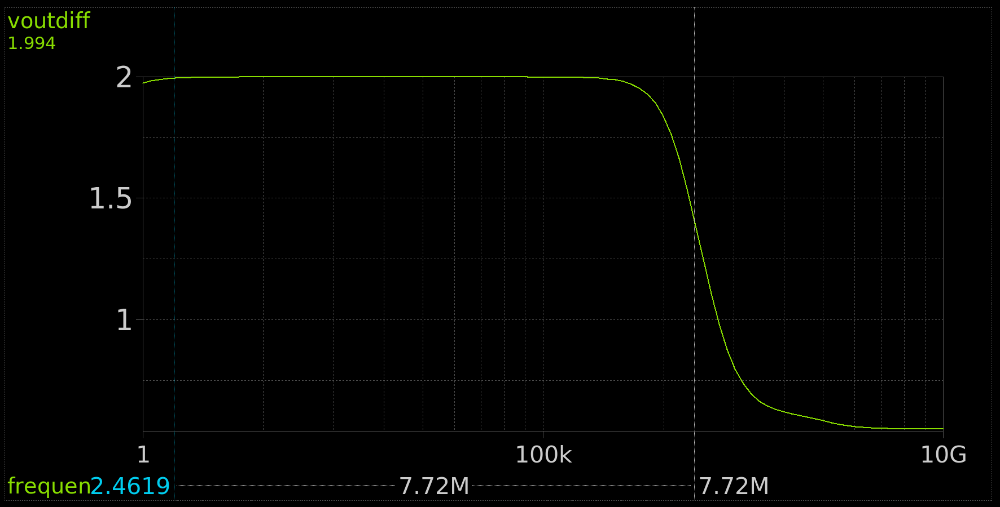 voutdiff
1.994
2
1.5
1
1 100k 10G
frequen2.4619 7.72M 7.72M